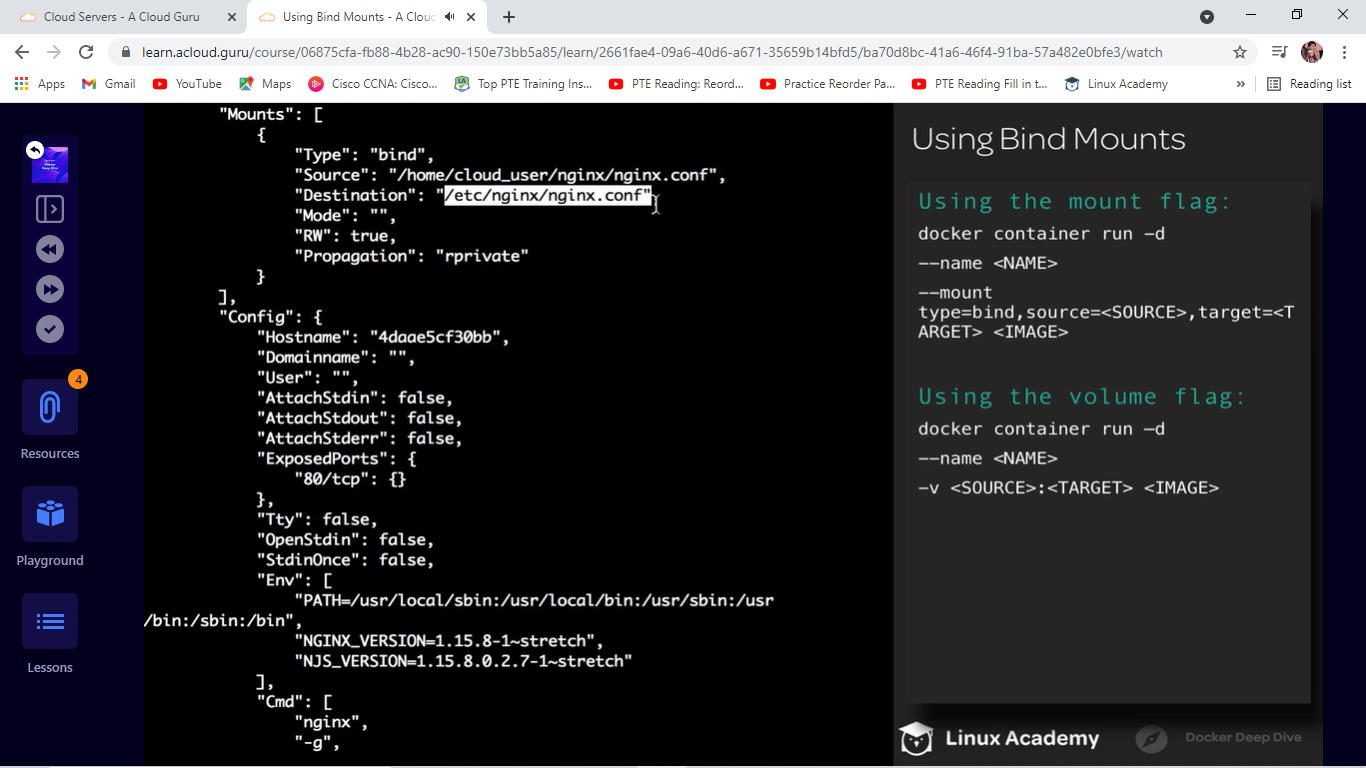 Cloud Servers - A Cloud Guru
Using Bind Mounts - A Clou
learn.acloud.guru/course/06875cfa-fb88-4b28-ac90-150e73bb5a85/learn/2661fae4-09a6-40d6-a671-35659b14bfd5/ba70d8bc-41a6-46f4-91ba-57a482e0bfe3/watch
Apps Gmail YouTube Maps Cisco CCNA: Cisco... Top PTE Training Ins... PTE Reading: Reord... Practice Reorder Pa... PTE Reading Fill in t... Linux Academy » Reading list
Docker Deep Dive
4
Resources
Playground
Lessons
"Mounts": [
{
"Type": "bind",
"Source": "/home/cloud_user/nginx/nginx.conf",
"Destination": "/etc/nginx/nginx.conf"
"Mode": "",
"RW": true,
"Propagation": "rprivate"
}
],
"Config": {
"Hostname": "4daae5cf30bb",
"Domainname": "",
"User": "",
"AttachStdin": false,
"AttachStdout": false,
"AttachStderr": false,
"ExposedPorts": {
"80/tcp": {}
},
"Tty": false,
"OpenStdin": false,
"StdinOnce": false,
"Env": [
"PATH=/usr/local/sbin:/usr/local/bin:/usr/sbin:/usr
/bin:/sbin:/bin",
"NGINX_VERSION=1.15.8-1~stretch",
"NJS_VERSION=1.15.8.0.2.7-1~stretch"
],
"Cmd": [
"nginx",
"-g",
Using Bind Mounts
Using the mount flag:
docker container run -d
--name <NAME>
--mount
type=bind,source=<SOURCE>,target=<T
ARGET> <IMAGE>
Using the volume flag:
docker container run -d
--name <NAME>
-v <SOURCE>:<TARGET> <IMAGE>
Linux Academy
Docker Deep Dive